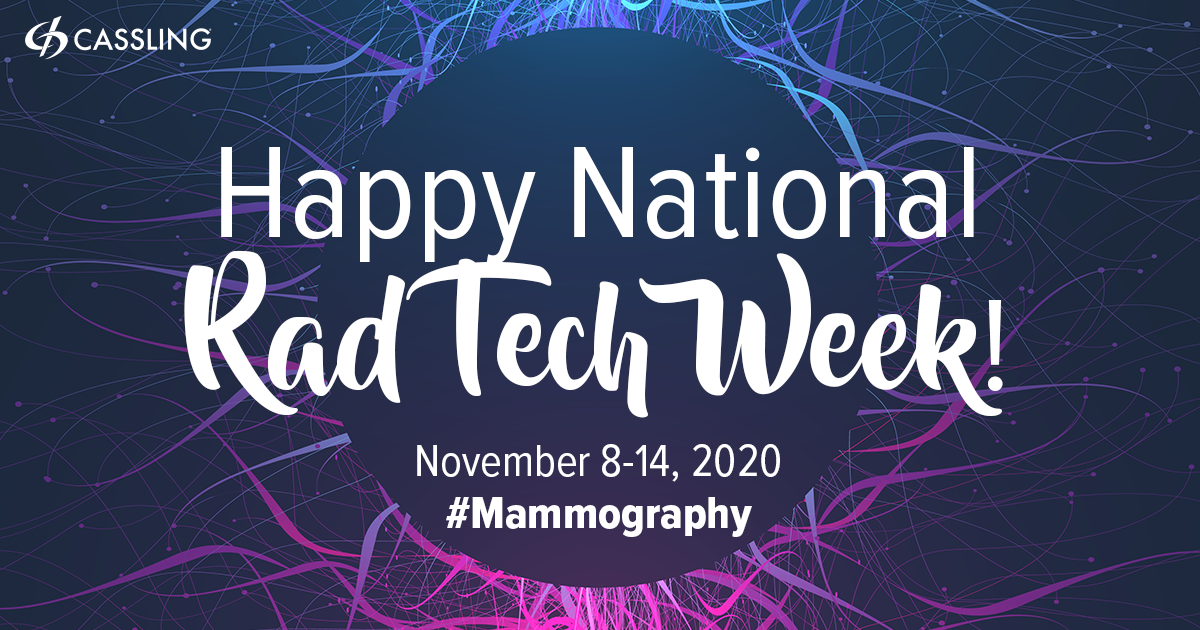 CASSLING
Happy National
Rad Tech Week!
November 8-14, 2020
#Mammography